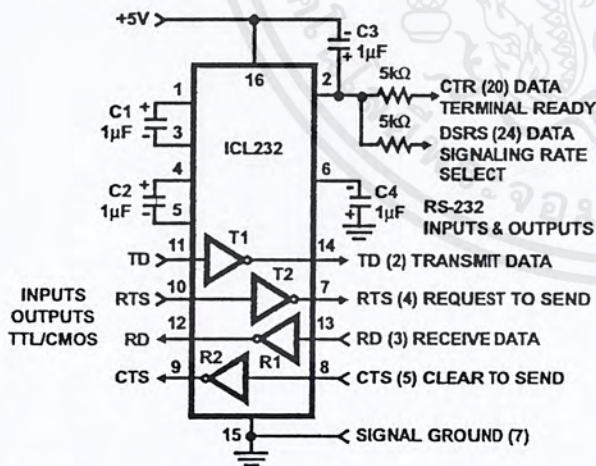 +5V
- C3
+ 1µF
16
1
2
5kΩ
CTR (20) DATA
TERMINAL READY
C1
1µF
+
-
3
5kΩ
DSRS (24) DATA
SIGNALING RATE
SELECT
ICL232
4
6
C2
1µF
+
-
5
- C4
+ 1µF
RS-232
INPUTS & OUTPUTS
T1
TD
11
14
TD (2) TRANSMIT DATA
T2
INPUTS
OUTPUTS
TTL/CMOS
RTS
10
7
RTS (4) REQUEST TO SEND
RD
12
13
RD (3) RECEIVE DATA
R2
R1
CTS
9
8
CTS (5) CLEAR TO SEND
15
SIGNAL GROUND (7)